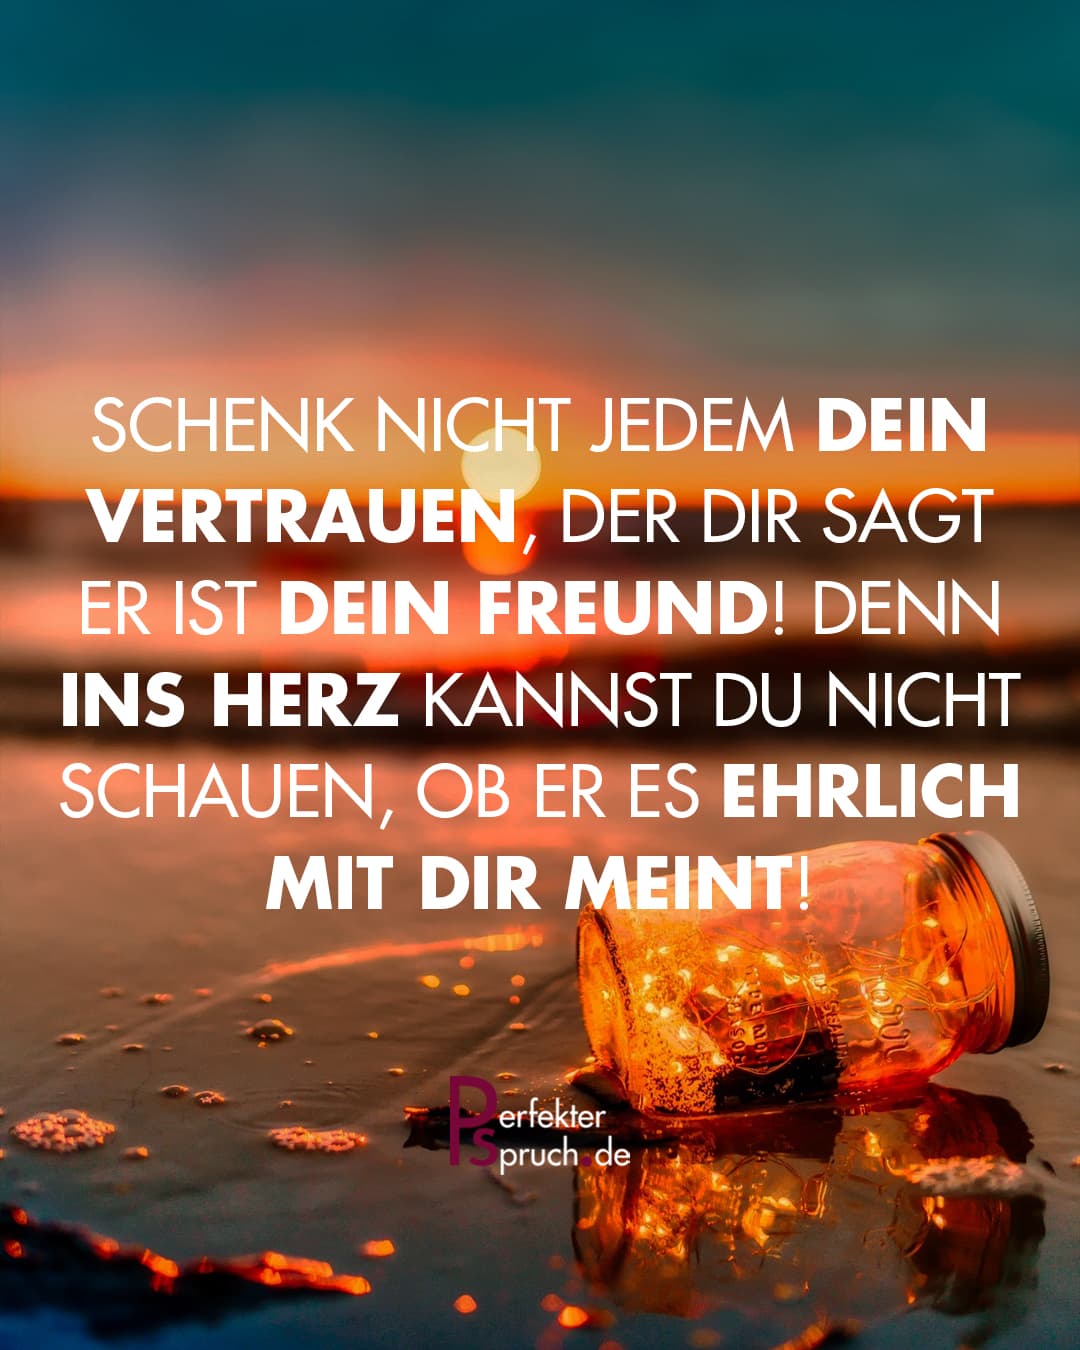 SCHENK NICHT JEDEM DEIN
VERTRAUEN, DER DIR SAGT
ER IST DEIN FREUND! DENN
INS HERZ KANNST DU NICHT
SCHAUEN, OB ER ES EHRLICH
MIT DIR MEINT!
Perfekter
Spruch.de